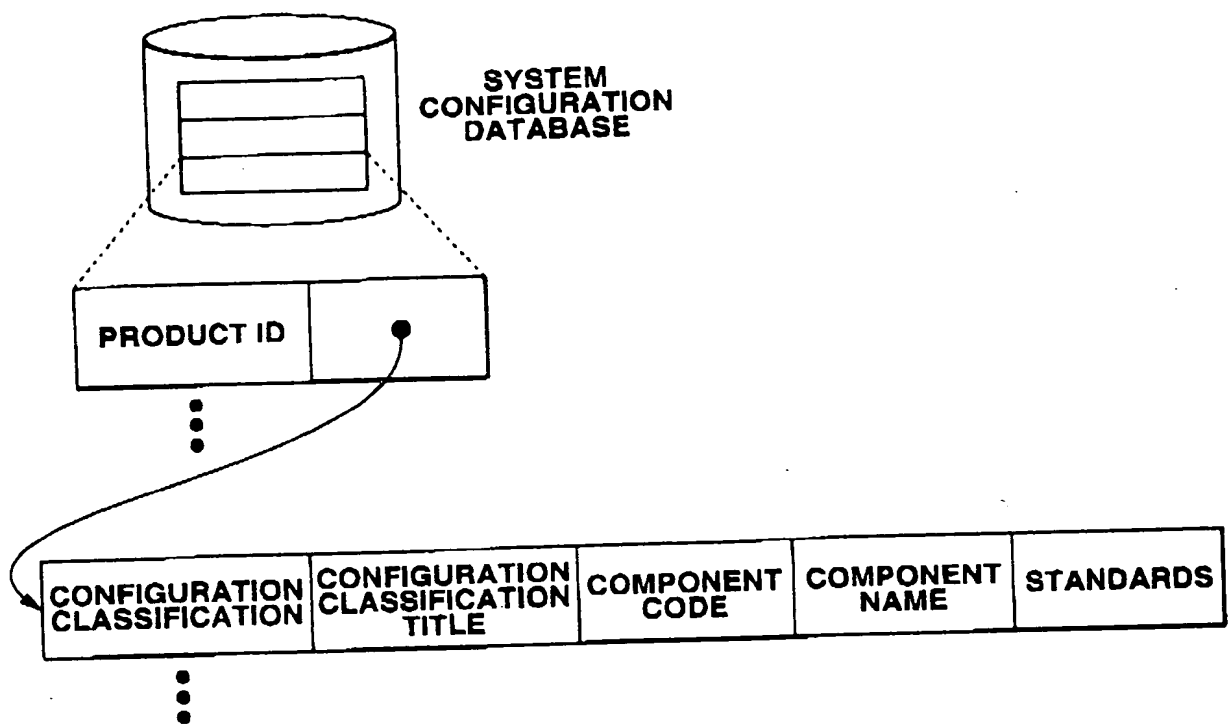 SYSTEM
CONFIGURATION
DATABASE
PRODUCT ID
CONFIGURATION
CLASSIFICATION
CONFIGURATION
CLASSIFICATION
TITLE
COMPONENT
CODE
COMPONENT
NAME
STANDARDS